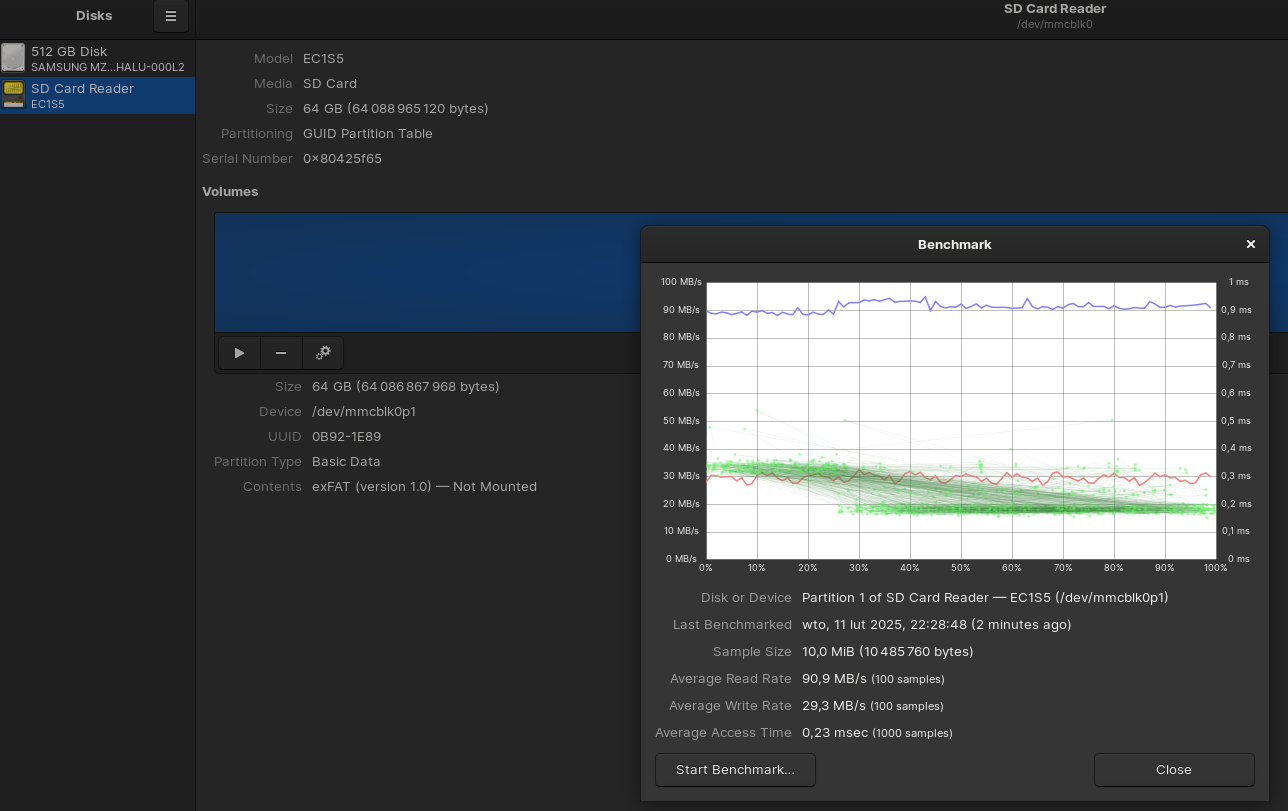 Disks
SD Card Reader
/dev/mmcblk0
512 GB Disk
SAMSUNG MZ...HALU-000L2
SD Card Reader
EC1S5
Model EC1S5
Media SD Card
Size 64 GB (64 088 965 120 bytes)
Partitioning GUID Partition Table
Serial Number 0×80425f65
Volumes
Size 64 GB (64 086 867 968 bytes)
Device /dev/mmcblk0p1
UUID 0B92-1E89
Partition Type Basic Data
Contents exFAT (version 1.0) — Not Mounted
Benchmark
100 MB/s 1 ms
90 MB/s 0,9 ms
80 MB/s 0,8 ms
70 MB/s 0,7 ms
60 MB/s 0,6 ms
50 MB/s 0,5 ms
40 MB/s 0,4 ms
30 MB/s 0,3 ms
20 MB/s 0,2 ms
10 MB/s 0,1 ms
0 MB/s 0 ms
0% 10% 20% 30% 40% 50% 60% 70% 80% 90% 100%
Disk or Device Partition 1 of SD Card Reader — EC1S5 (/dev/mmcblk0p1)
Last Benchmarked wto, 11 lut 2025, 22:28:48 (2 minutes ago)
Sample Size 10,0 MiB (10 485 760 bytes)
Average Read Rate 90,9 MB/s (100 samples)
Average Write Rate 29,3 MB/s (100 samples)
Average Access Time 0,23 msec (1000 samples)
Start Benchmark... Close